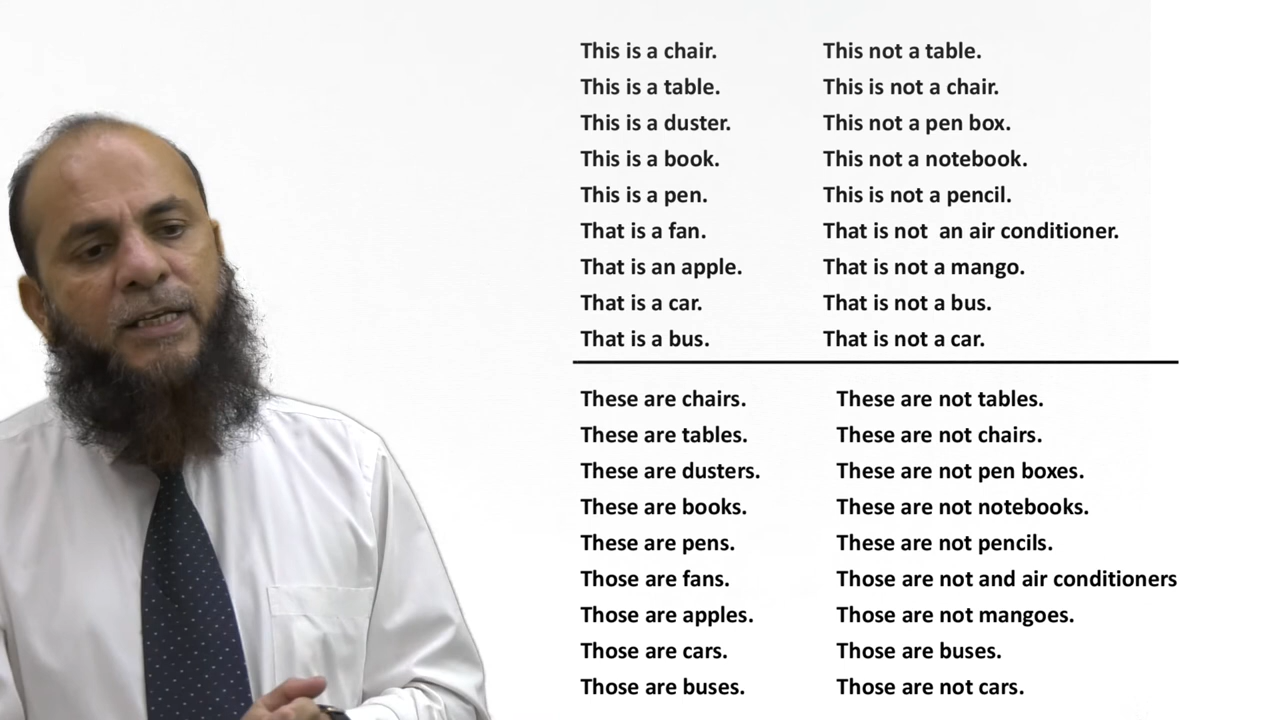 This is a chair. This not a table.
This is a table. This is not a chair.
This is a duster. This not a pen box.
This is a book. This not a notebook.
This is a pen. This is not a pencil.
That is a fan. That is not  an air conditioner.
That is an apple. That is not a mango.
That is a car. That is not a bus.
That is a bus. That is not a car.
These are chairs. These are not tables.
These are tables. These are not chairs.
These are dusters. These are not pen boxes.
These are books. These are not notebooks.
These are pens. These are not pencils.
Those are fans. Those are not and air conditioners
Those are apples. Those are not mangoes.
Those are cars. Those are buses.
Those are buses. Those are not cars.